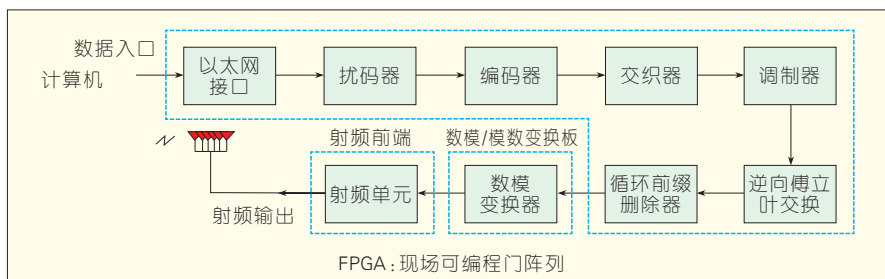 数据入口
计算机
以太网
接口
扰码器
编码器
交织器
调制器
射频前端
数模/模数变换板
射频单元
数模
变换器
循环前缀
删除器
逆向傅立
叶交换
射频输出
FPGA:现场可编程门阵列